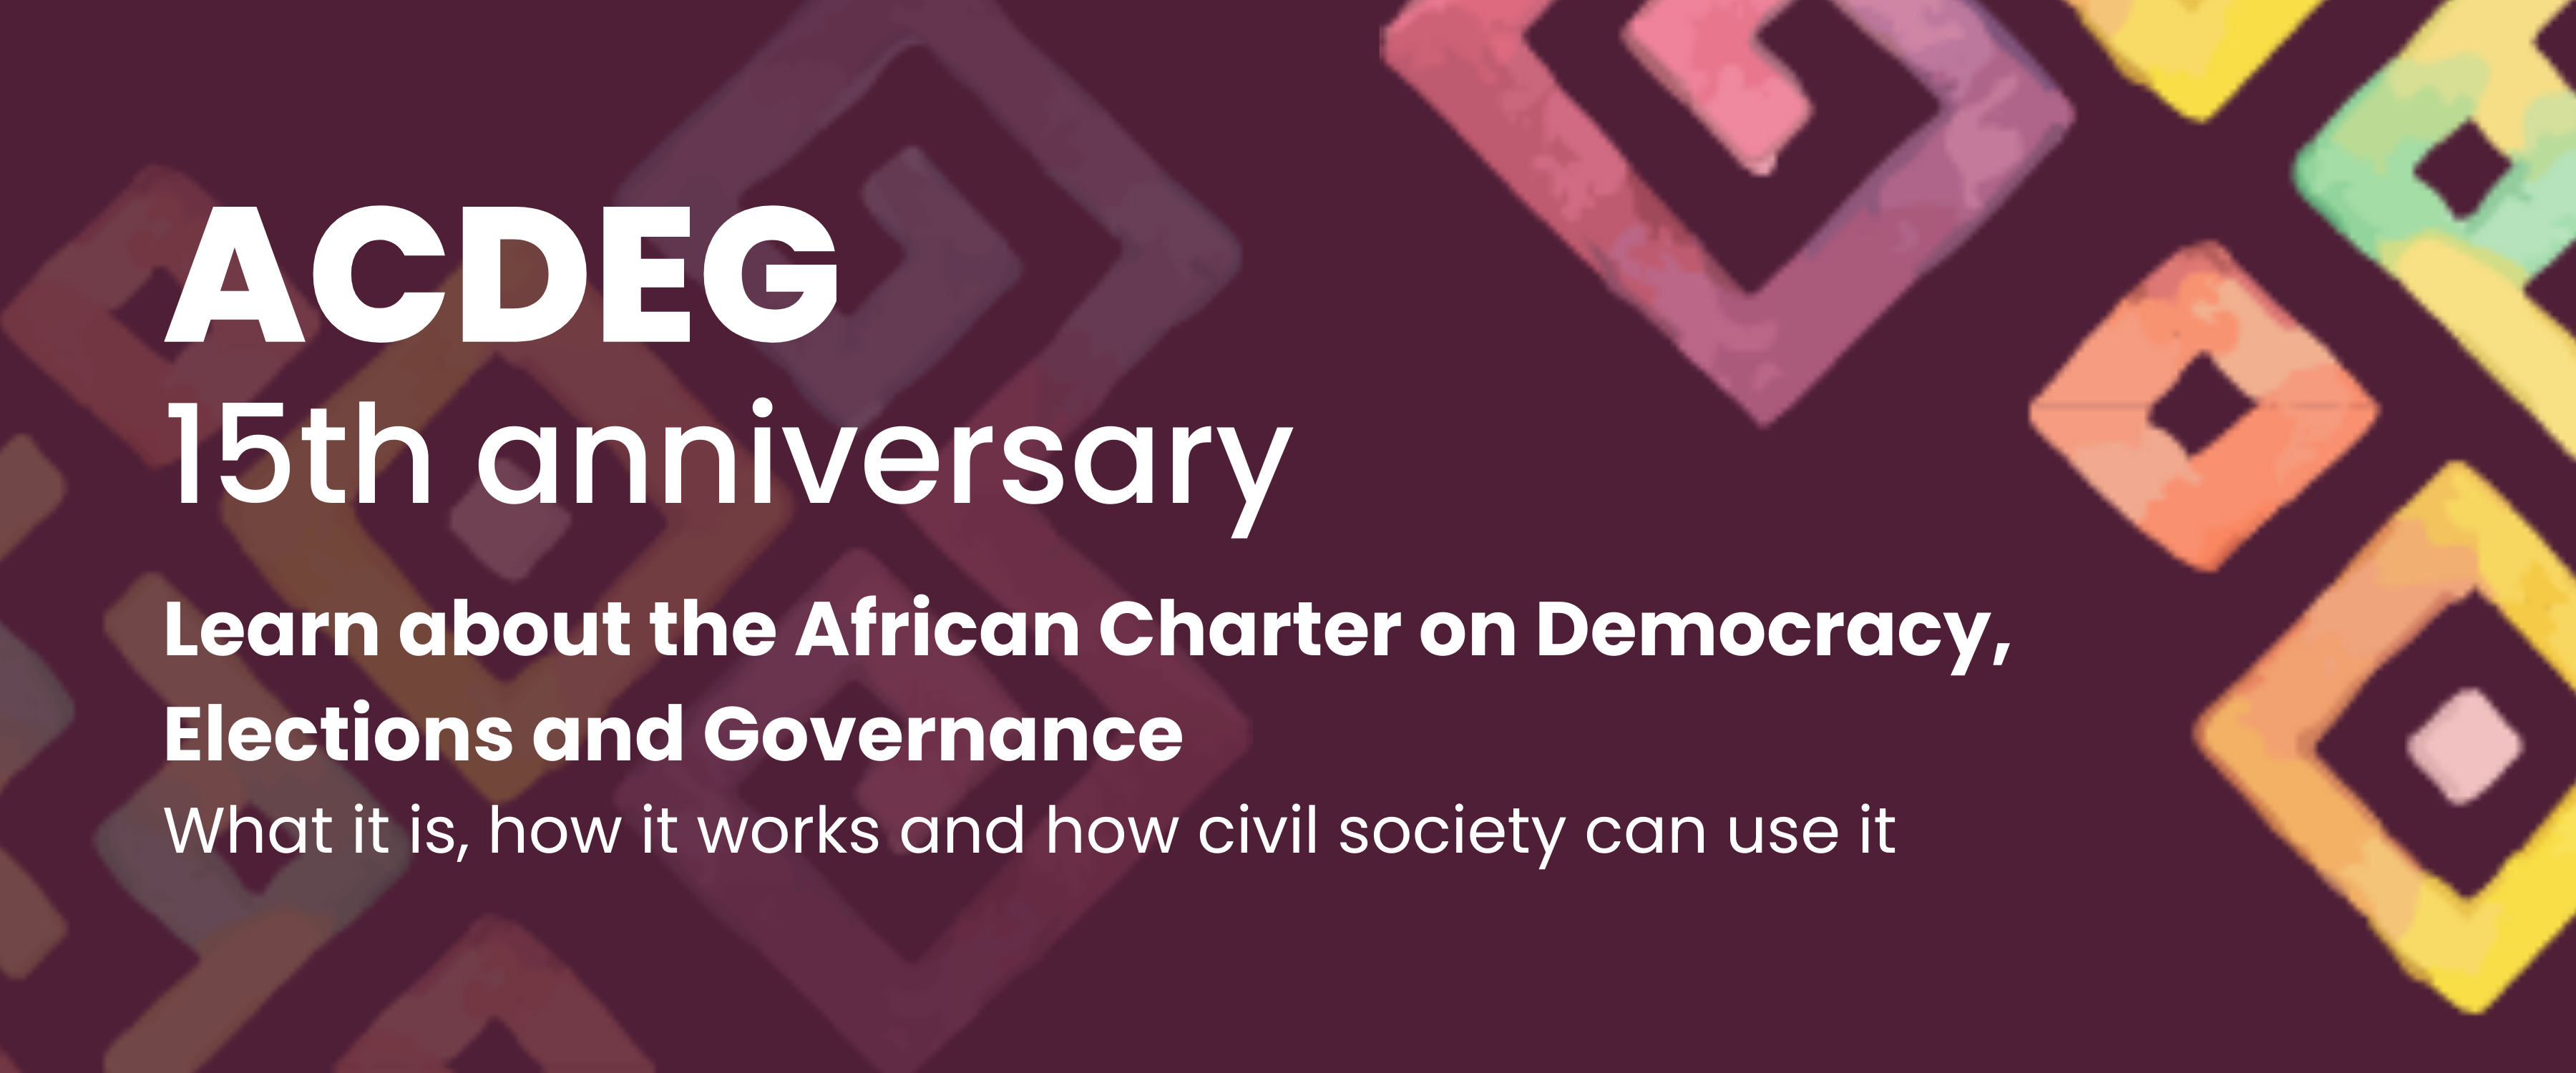 ACDEG
15th anniversary
Learn about the African Charter on Democracy,
Elections and Governance
What it is, how it works and how civil society can use it